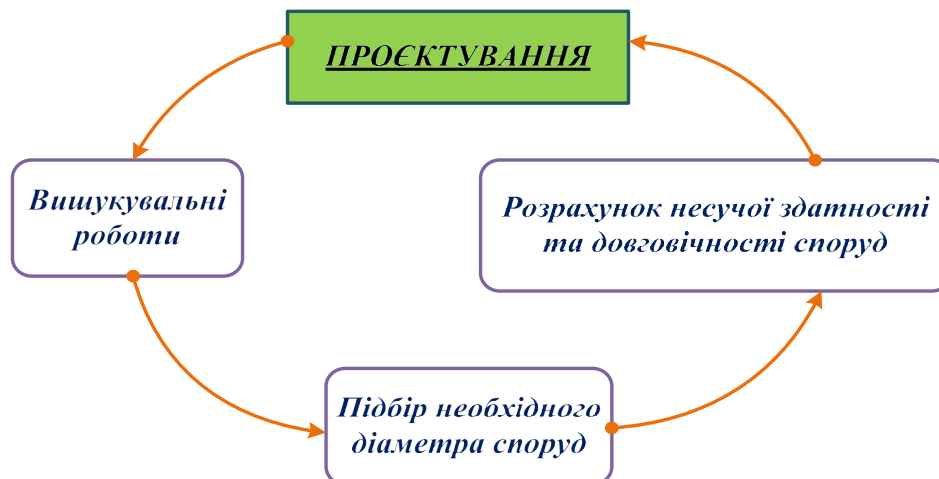 ПРОЄКТУВАННЯ
Вишукувальні
роботи
Розрахунок несучої здатності
та довговічності споруд
Підбір необхідного
діаметра споруд